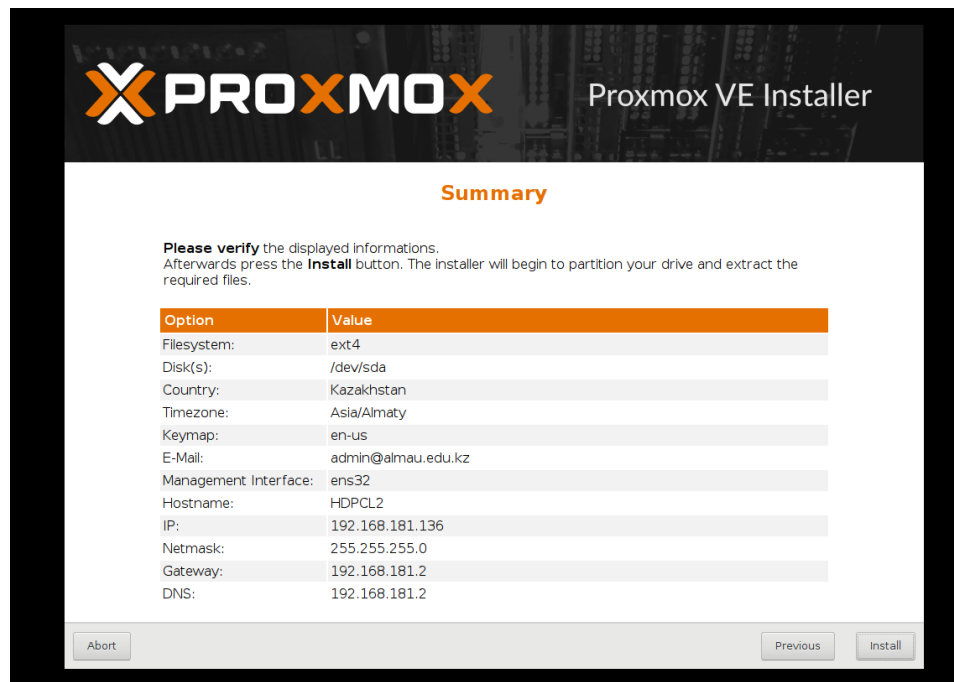 PROXMOX
Proxmox VE Installer
Summary
Please verify the displayed informations.
Afterwards press the Install button. The installer will begin to partition your drive and extract the
required files.
Option Value
Filesystem: ext4
Disk(s): /dev/sda
Country: Kazakhstan
Timezone: Asia/Almaty
Keymap: en-us
E-Mail: admin@almau.edu.kz
Management Interface: ens32
Hostname: HDPCL2
IP: 192.168.181.136
Netmask: 255.255.255.0
Gateway: 192.168.181.2
DNS: 192.168.181.2
Abort Previous Install